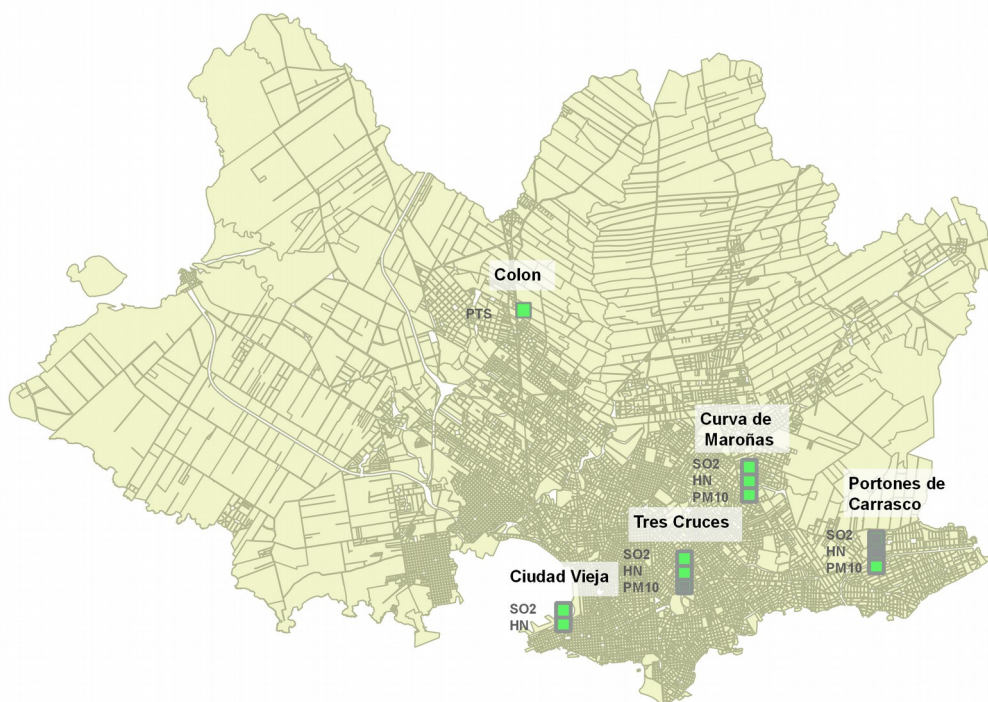 Colon
PTS
Curva de
Maroñas
SO2
HN
PM10
Portones de
Carrasco
SO2
HN
PM10
Tres Cruces
SO2
HN
PM10
Ciudad Vieja
SO2
HN